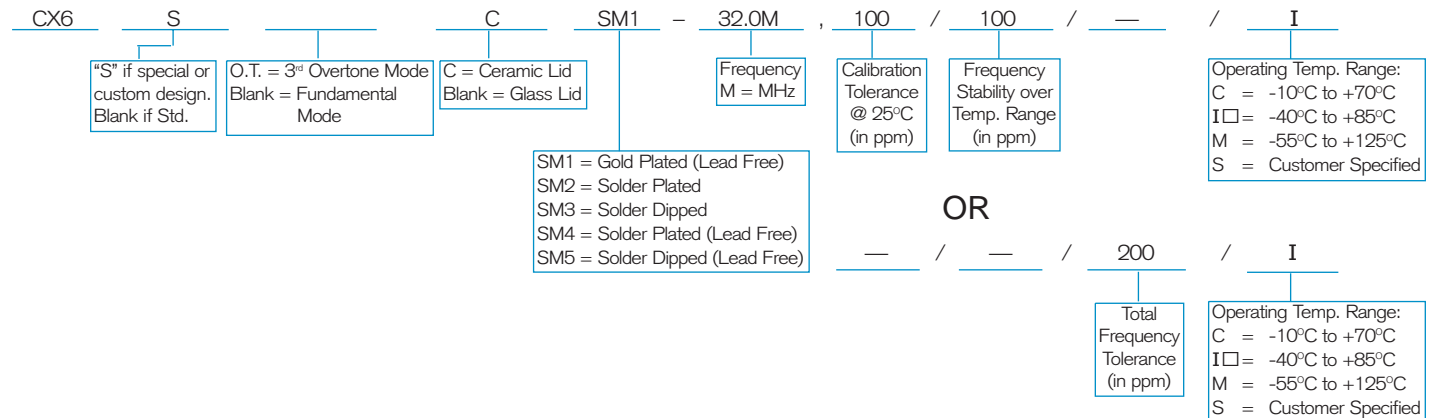 CX6 S C SM1 – 32.0M , 100 / 100 / — / I
"S" if special or
custom design.
Blank if Std.
O.T. = 3rd Overtone Mode
Blank = Fundamental
Mode
C = Ceramic Lid
Blank = Glass Lid
SM1 = Gold Plated (Lead Free)
SM2 = Solder Plated
SM3 = Solder Dipped
SM4 = Solder Plated (Lead Free)
SM5 = Solder Dipped (Lead Free)
Frequency
M = MHz
Calibration
Tolerance
@ 25°C
(in ppm)
Frequency
Stability over
Temp. Range
(in ppm)
Operating Temp. Range:
C = -10°C to +70°C
I□= -40°C to +85°C
M = -55°C to +125°C
S = Customer Specified
OR
— / — / 200 / I
Total
Frequency
Tolerance
(in ppm)
Operating Temp. Range:
C = -10°C to +70°C
I□= -40°C to +85°C
M = -55°C to +125°C
S = Customer Specified